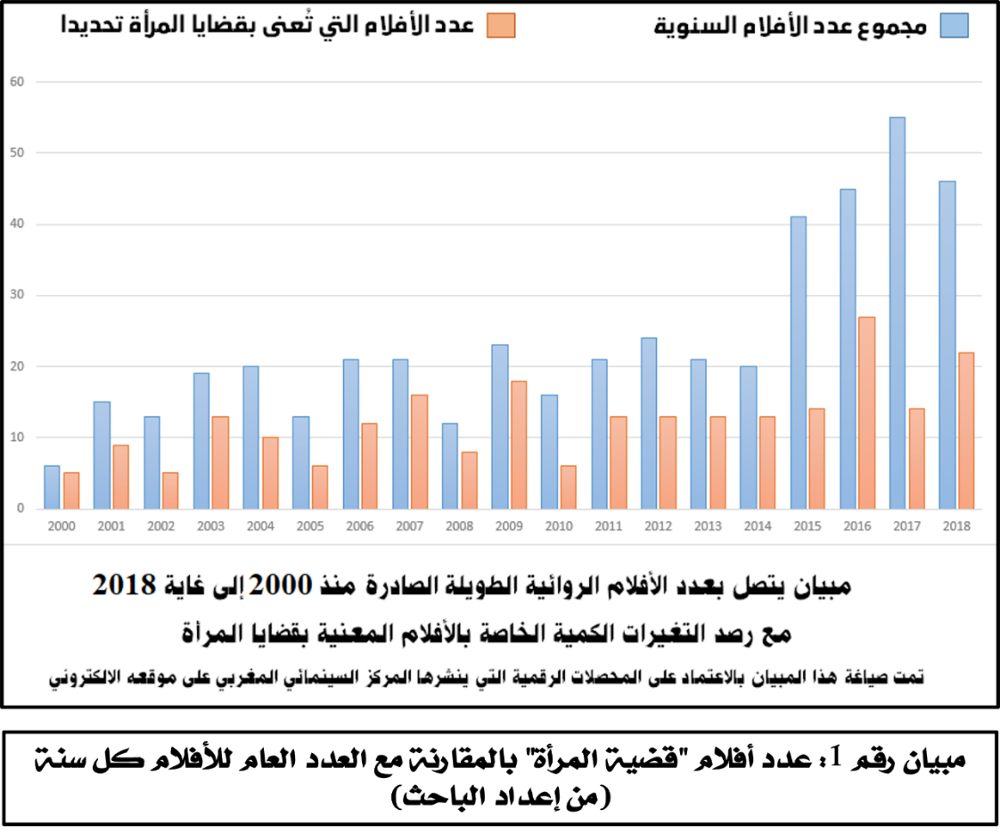 مجموع عدد الأفلام السنوية
عدد الأفلام التي تُعنى بقضايا المرأة تحديدا
60
50
40
30
20
10
0
2000 2001 2002 2003 2004 2005 2006 2007 2008 2009 2010 2011 2012 2013 2014 2015 2016 2017 2018
مبيان يتصل بعدد الأفلام الروائية الطويلة الصادرة منذ 2000 إلى غاية 2018
مع رصد التغيرات الكمية الخاصة بالأفلام المعنية بقضايا المرأة
تمت صياغة هذا المبيان بالاعتماد على المحصلات الرقمية التي ينشرها المركز السينمائي المغربي على موقعه الالكتروني
مبيان رقم 1: عدد أفلام "قضية المرأة" بالمقارنة مع العدد العام للأفلام كل سنة
(من إعداد الباحث)